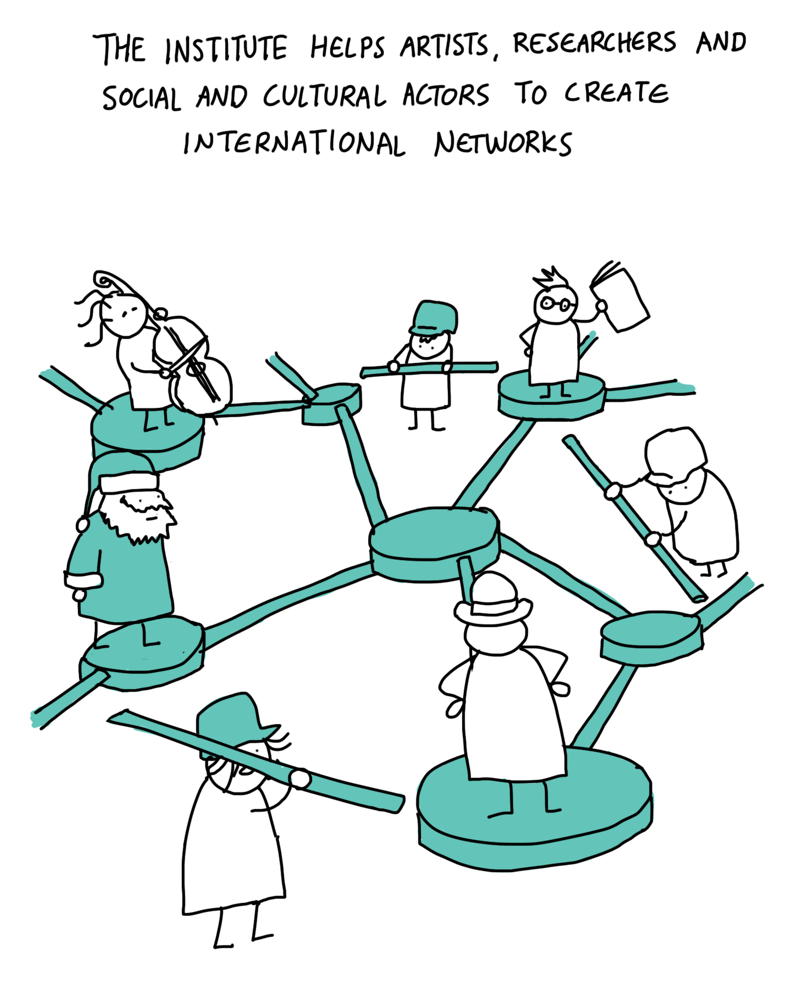 THE INSTITUTE HELPS ARTISTS, RESEARCHERS AND
SOCIAL AND CULTURAL ACTORS TO CREATE
INTERNATIONAL NETWORKS